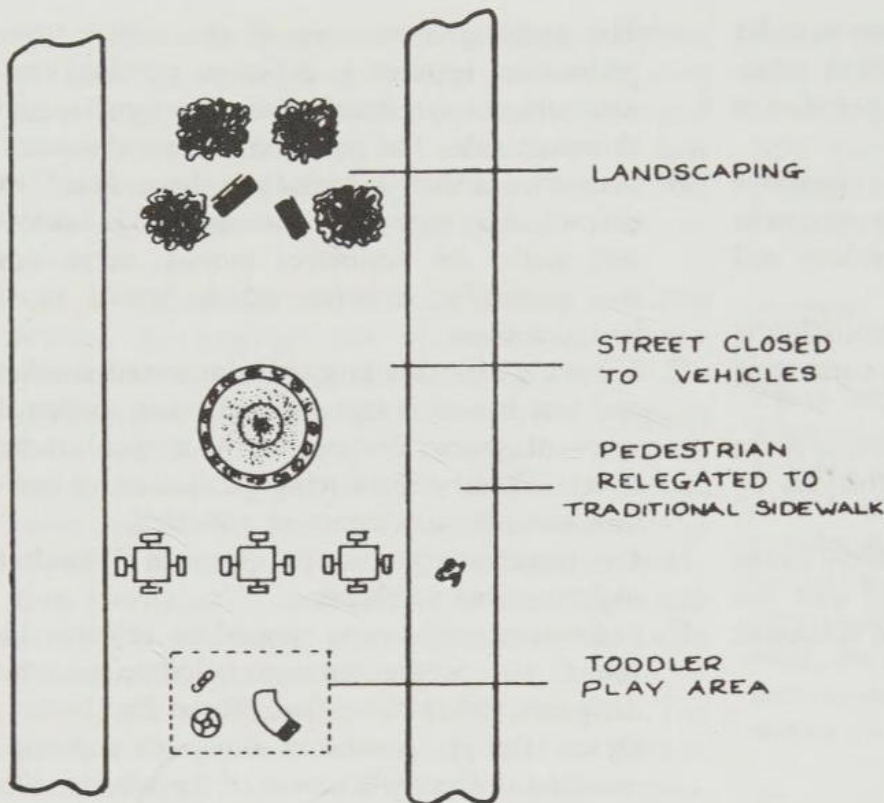 LANDSCAPING
STREET CLOSED
TO VEHICLES
PEDESTRIAN
RELEGATED TO
TRADITIONAL SIDEWALK
TODDLER
PLAY AREA